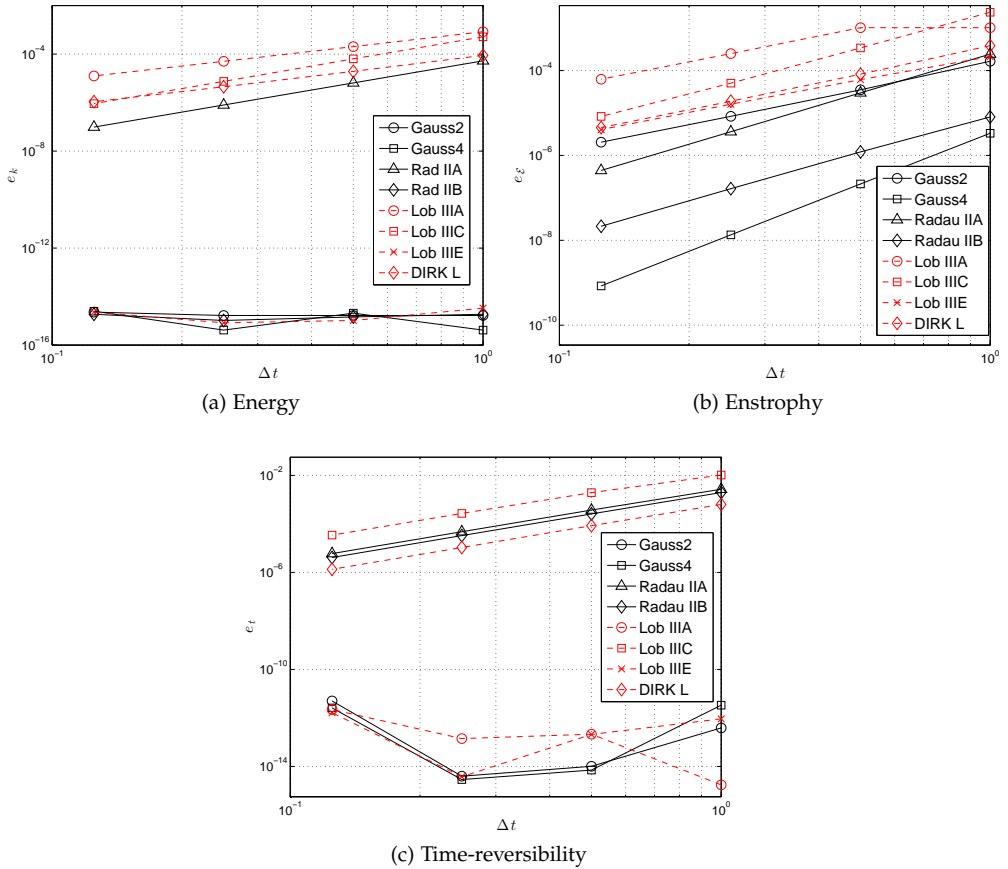 10^-4
10^-8
10^-12
10^-16
e_k
10^-1
10^0
Δt
Gauss2
Gauss4
Rad IIA
Rad IIB
Lob IIIA
Lob IIIC
Lob IIIE
DIRK L
(a) Energy
10^-4
10^-6
10^-8
10^-10
e_ℰ
10^-1
10^0
Δt
Gauss2
Gauss4
Radau IIA
Radau IIB
Lob IIIA
Lob IIIC
Lob IIIE
DIRK L
(b) Enstrophy
10^-2
10^-6
10^-10
10^-14
e_t
10^-1
10^0
Δt
Gauss2
Gauss4
Radau IIA
Radau IIB
Lob IIIA
Lob IIIC
Lob IIIE
DIRK L
(c) Time-reversibility